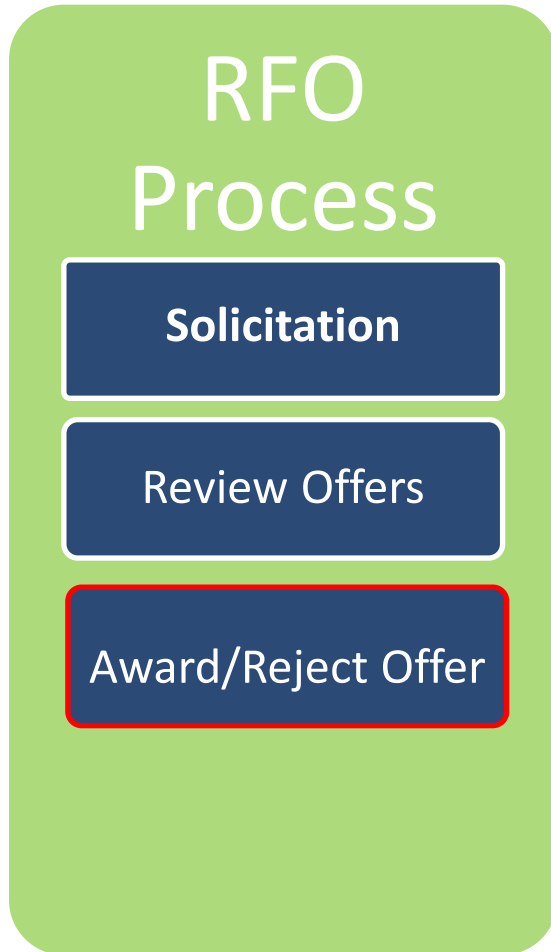 RFO
Process
Solicitation
Review Offers
Award/Reject Offer